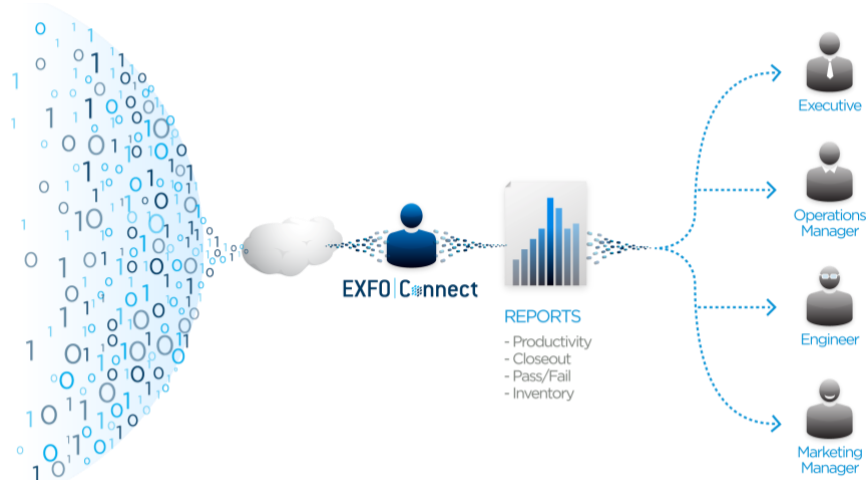 EXFO Connect
REPORTS
- Productivity
- Closeout
- Pass/Fail
- Inventory
Executive
Operations
Manager
Engineer
Marketing
Manager